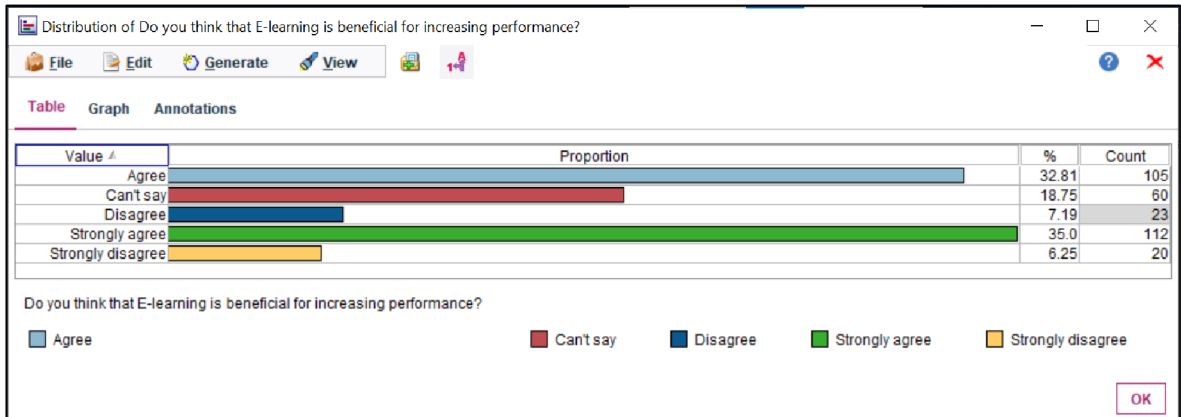 Distribution of Do you think that E-learning is beneficial for increasing performance?
File Edit Generate View
Table Graph Annotations
Value Proportion % Count
Agree 32.81 105
Can't say 18.75 60
Disagree 7.19 23
Strongly agree 35.0 112
Strongly disagree 6.25 20
Do you think that E-learning is beneficial for increasing performance?
Agree Can't say Disagree Strongly agree Strongly disagree
OK